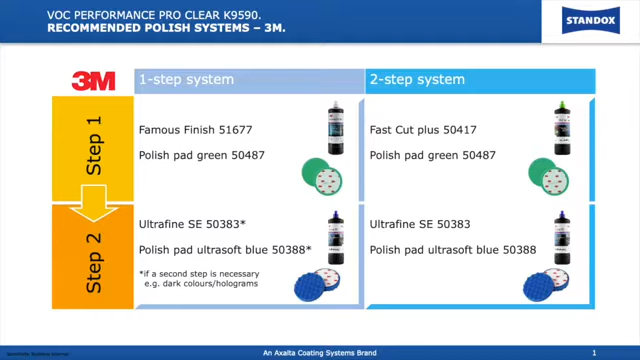 VOC PERFORMANCE PRO CLEAR K9590.
RECOMMENDED POLISH SYSTEMS – 3M.
STANDOX
3M
1-step system
2-step system
Step 1
Famous Finish 51677
Polish pad green 50487
Fast Cut plus 50417
Polish pad green 50487
Step 2
Ultrafine SE 50383*
Polish pad ultrasoft blue 50388*
*if a second step is necessary
e.g. dark colours/holograms
Ultrafine SE 50383
Polish pad ultrasoft blue 50388
An Axalta Coating Systems Brand
1